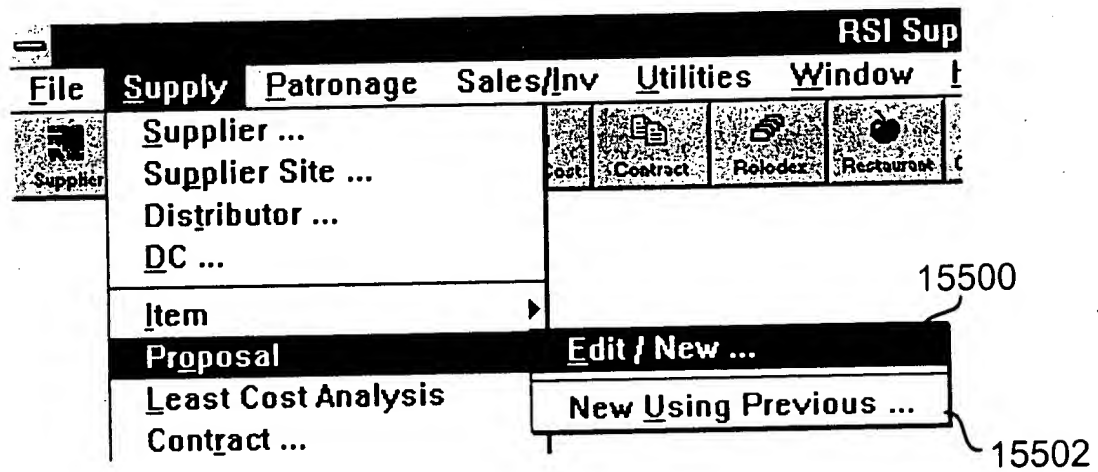 RSI Sup
File Supply Patronage Sales/Inv Utilities Window
Supplier ...
Supplier Site ...
Distributor ...
DC ...
Supplier
Cost Contract Rolodex Restaurant
Item
Proposal
Least Cost Analysis
Contract ...
Edit / New ...
New Using Previous ...
15500
15502